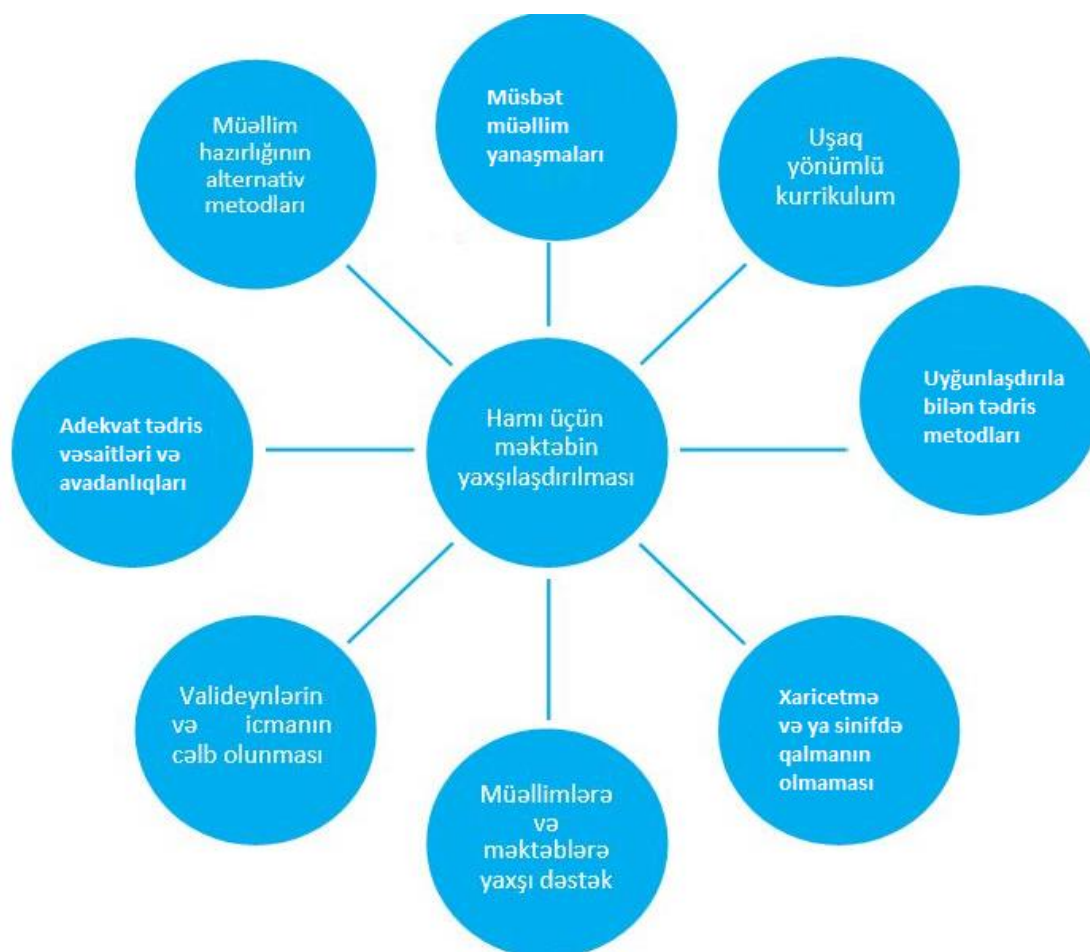 Müsbət
müəllim
yanaşmaları
Uşaq
yönümlü
kurrikulum
Uyğunlaşdırıla
bilən tədris
metodları
Xaricetmə
və ya sinifdə
qalmanın
olmaması
Müəllimlərə
və
məktəblərə
yaxşı dəstək
Valideynlərin
və icmanın
cəlb olunması
Adekvat tədris
vəsaitləri və
avadanlıqları
Müəllim
hazırlığının
alternativ
metodları
Hamı üçün
məktəbin
yaxşılaşdırılması